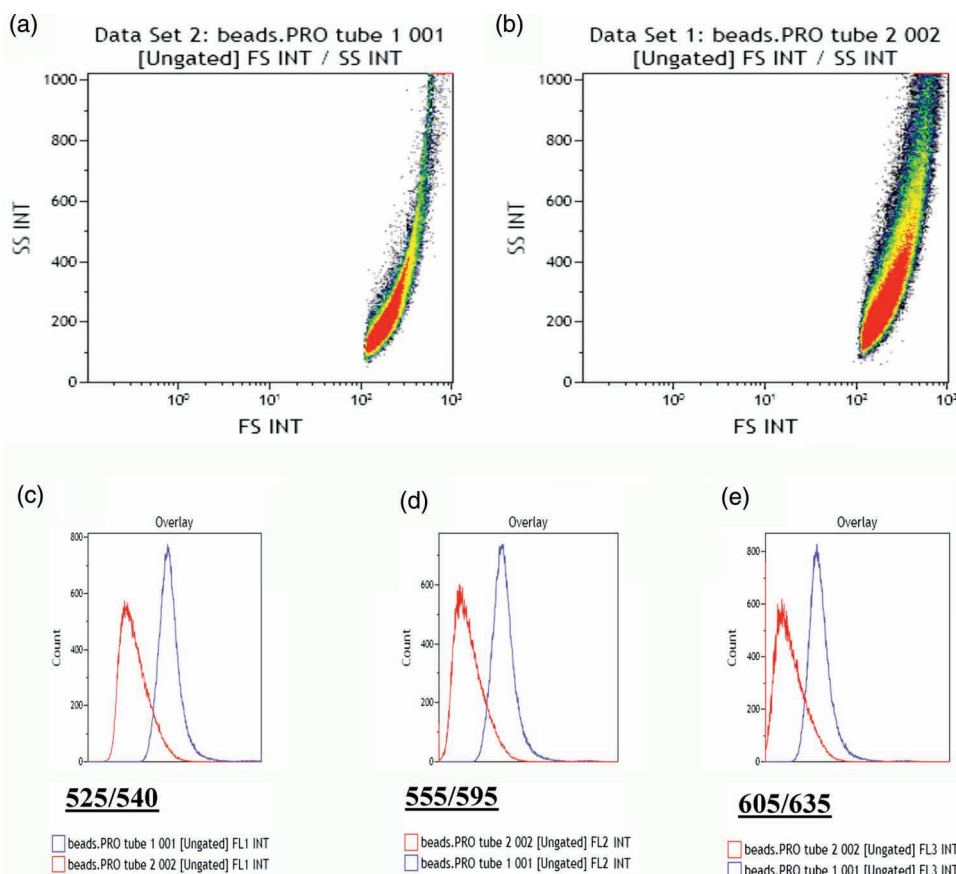 (a)
Data Set 2: beads.PRO tube 1 001
[Ungated] FS INT / SS INT
1000
800
600
400
200
0
SS INT
10⁰ 10¹ 10² 10³
FS INT
(b)
Data Set 1: beads.PRO tube 2 002
[Ungated] FS INT / SS INT
1000
800
600
400
200
0
SS INT
10⁰ 10¹ 10² 10³
FS INT
(c)
Overlay
800
600
400
200
0
Count
525/540
beads.PRO tube 1 001 [Ungated] FL1 INT
beads.PRO tube 2 002 [Ungated] FL1 INT
(d)
Overlay
600
400
200
0
Count
555/595
beads.PRO tube 2 002 [Ungated] FL2 INT
beads.PRO tube 1 001 [Ungated] FL2 INT
(e)
Overlay
800
600
400
200
0
Count
605/635
beads.PRO tube 2 002 [Ungated] FL3 INT
beads.PRO tube 1 001 [Ungated] FL3 INT